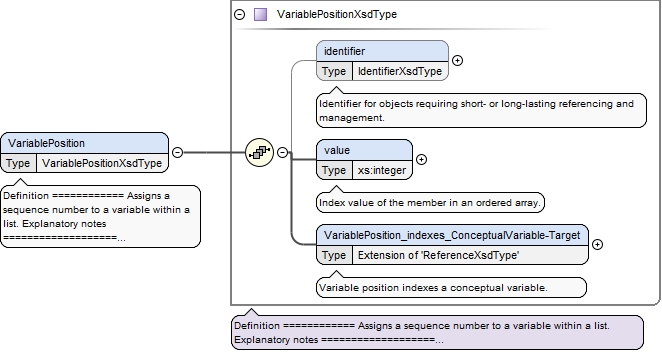 VariablePositionXsdType
identifier
Type IdentifierXsdType
Identifier for objects requiring short- or long-lasting referencing and
management.
VariablePosition
Type VariablePositionXsdType
Definition ============ Assigns a
sequence number to a variable within a
list. Explanatory notes
===================...
value
Type xs:integer
Index value of the member in an ordered array.
VariablePosition_indexes_ConceptualVariable-Target
Type Extension of 'ReferenceXsdType'
Variable position indexes a conceptual variable.
Definition ============ Assigns a sequence number to a variable within a list.
Explanatory notes ===================...